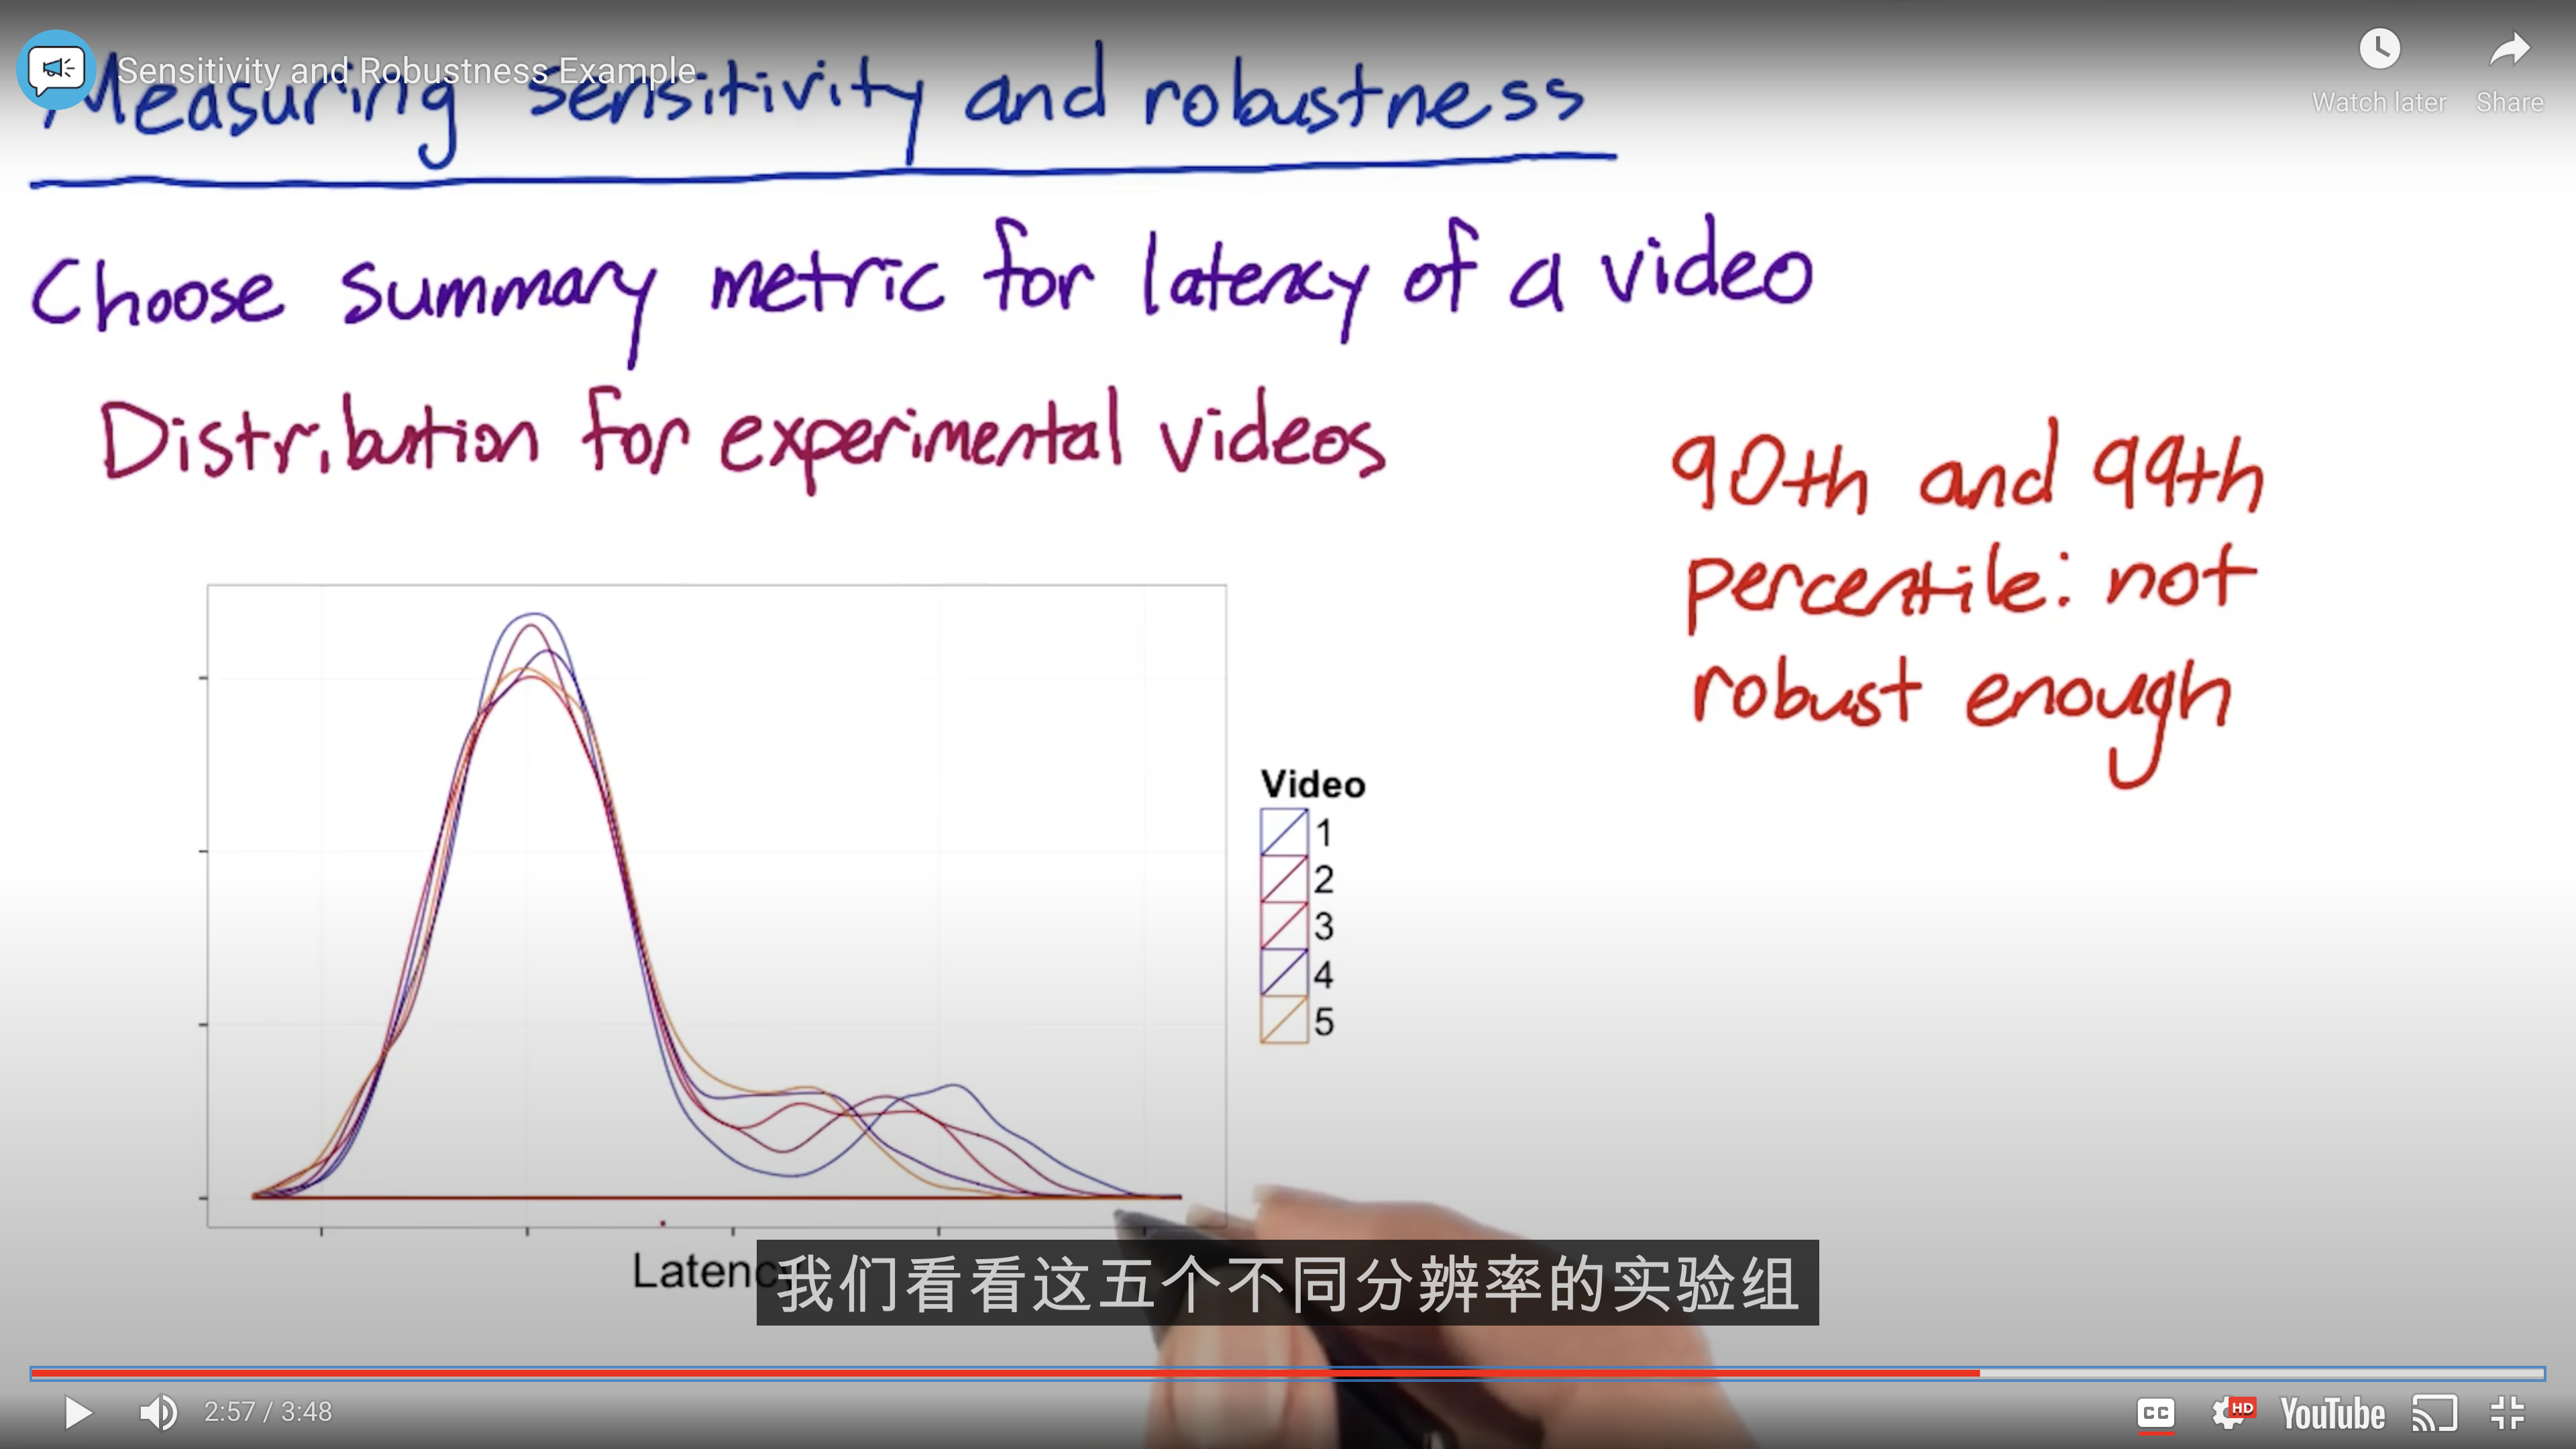 Sensitivity and Robustness Example
Watch later
Share
Measuring sensitivity and robustness
Choose summary metric for latency of a video
Distribution for experimental videos
90th and 99th
percentile: not
robust enough
Video
1
2
3
4
5
Latency
我们看看这五个不同分辨率的实验组
2:57 / 3:48
CC
HD
YouTube